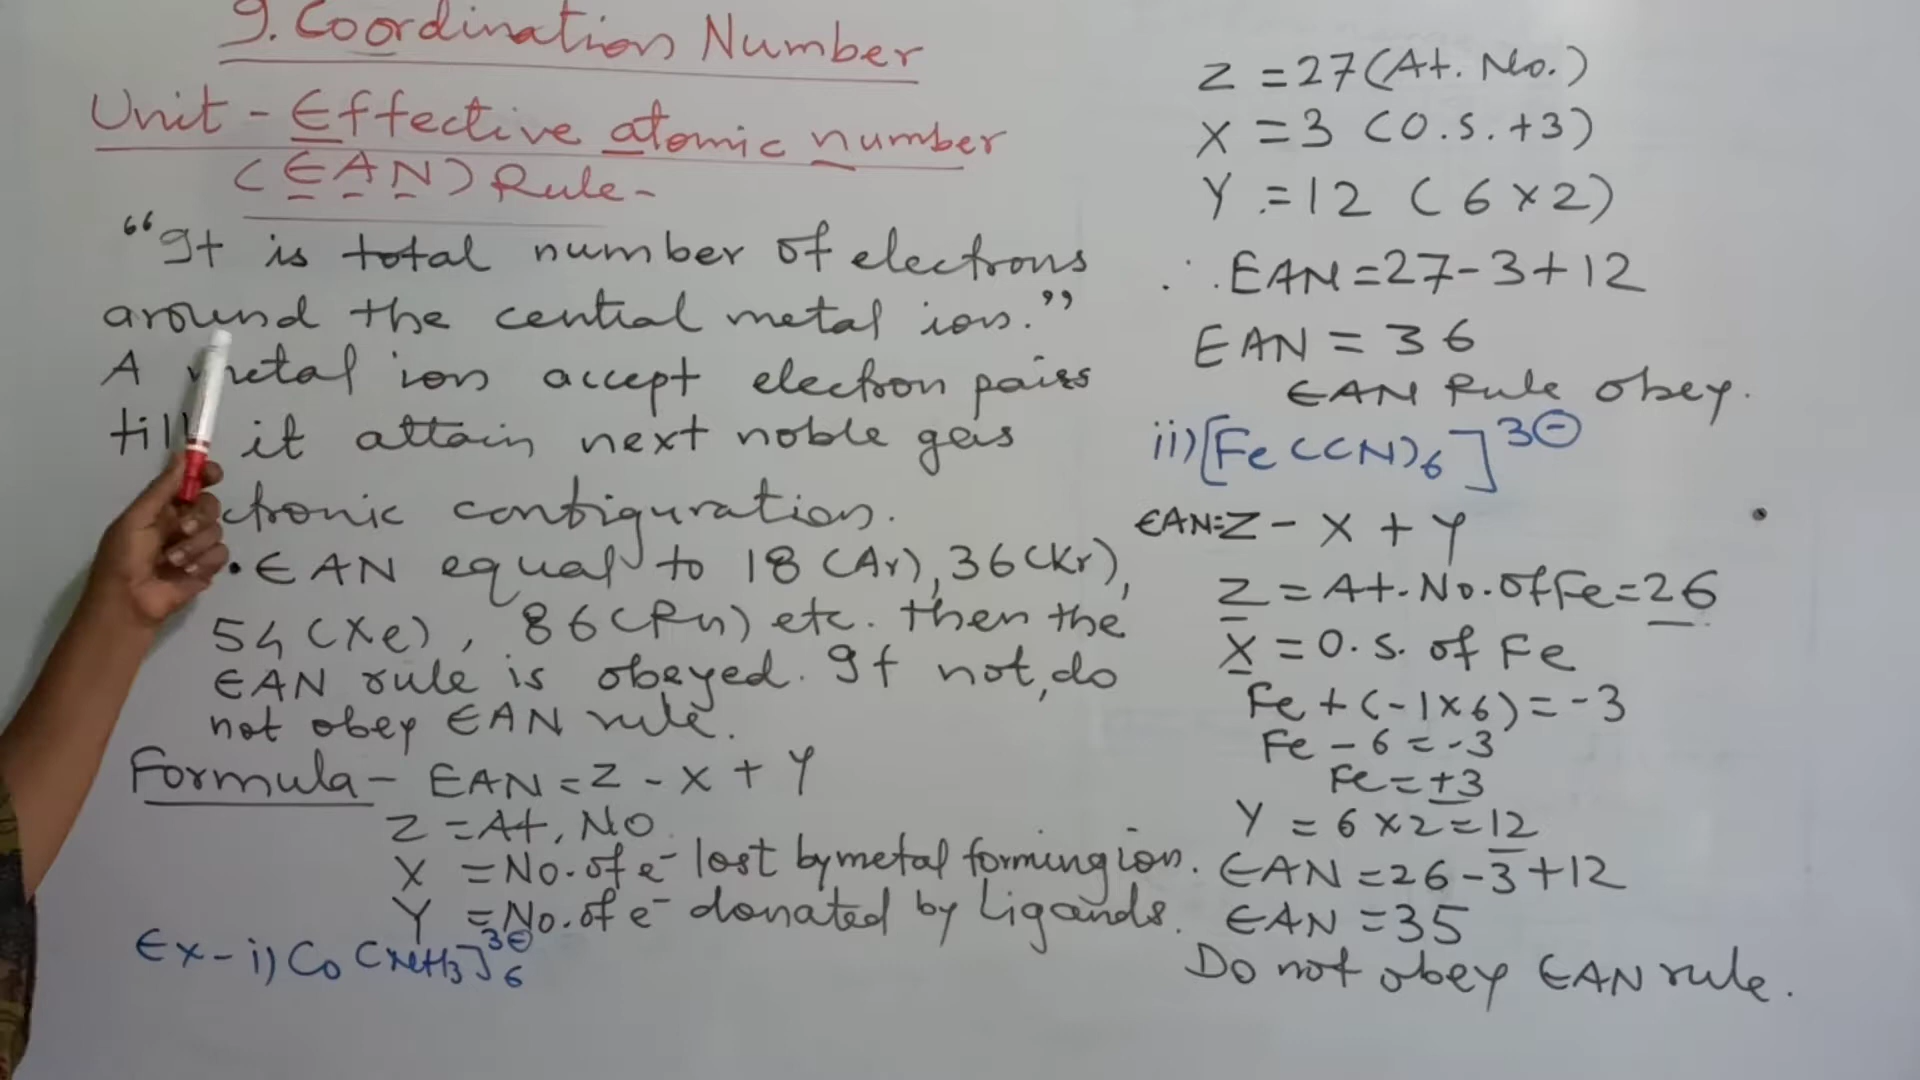 9. Coordination Number
Unit - Effective atomic number
(EAN) Rule -
"It is total number of electrons
around the central metal ion."
A metal ion accept electron pairs
till it attain next noble gas
ctronic configuration.
• EAN equal to 18 (Ar), 36 (Kr),
54 (Xe), 86 (Rn) etc. then the
EAN rule is obeyed. If not, do
not obey EAN rule.
Formula - EAN = Z - X + Y
Z = At. No.
X = No. of e⁻ lost by metal forming ion.
Y = No. of e⁻ donated by Ligands.
Ex - i) Co (NH3]³⊖₆
Z = 27 (At. No.)
X = 3 (O.S. +3)
Y = 12 (6 x 2)
∴ EAN = 27 - 3 + 12
EAN = 36
EAN Rule obey.
ii) [Fe (CN)₆]³⊖
EAN = Z - X + Y
Z = At. No. of Fe = 26
X = O.S. of Fe
Fe + (-1 x 6) = -3
Fe - 6 = -3
Fe = +3
Y = 6 x 2 = 12
EAN = 26 - 3 + 12
EAN = 35
Do not obey EAN rule.